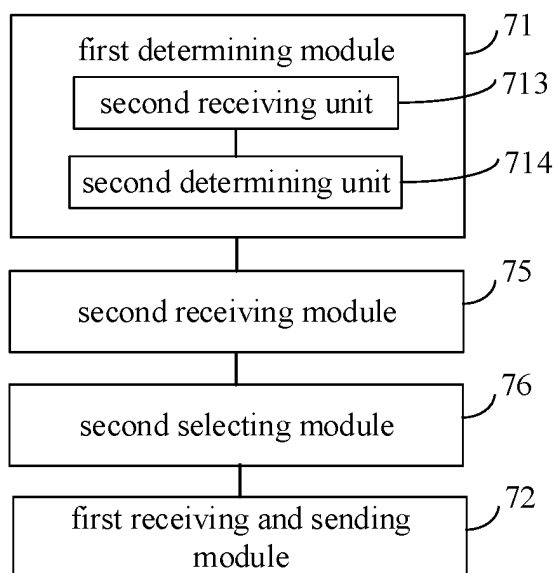 71
first determining module
713
second receiving unit
714
second determining unit
75
second receiving module
76
second selecting module
72
first receiving and sending
module